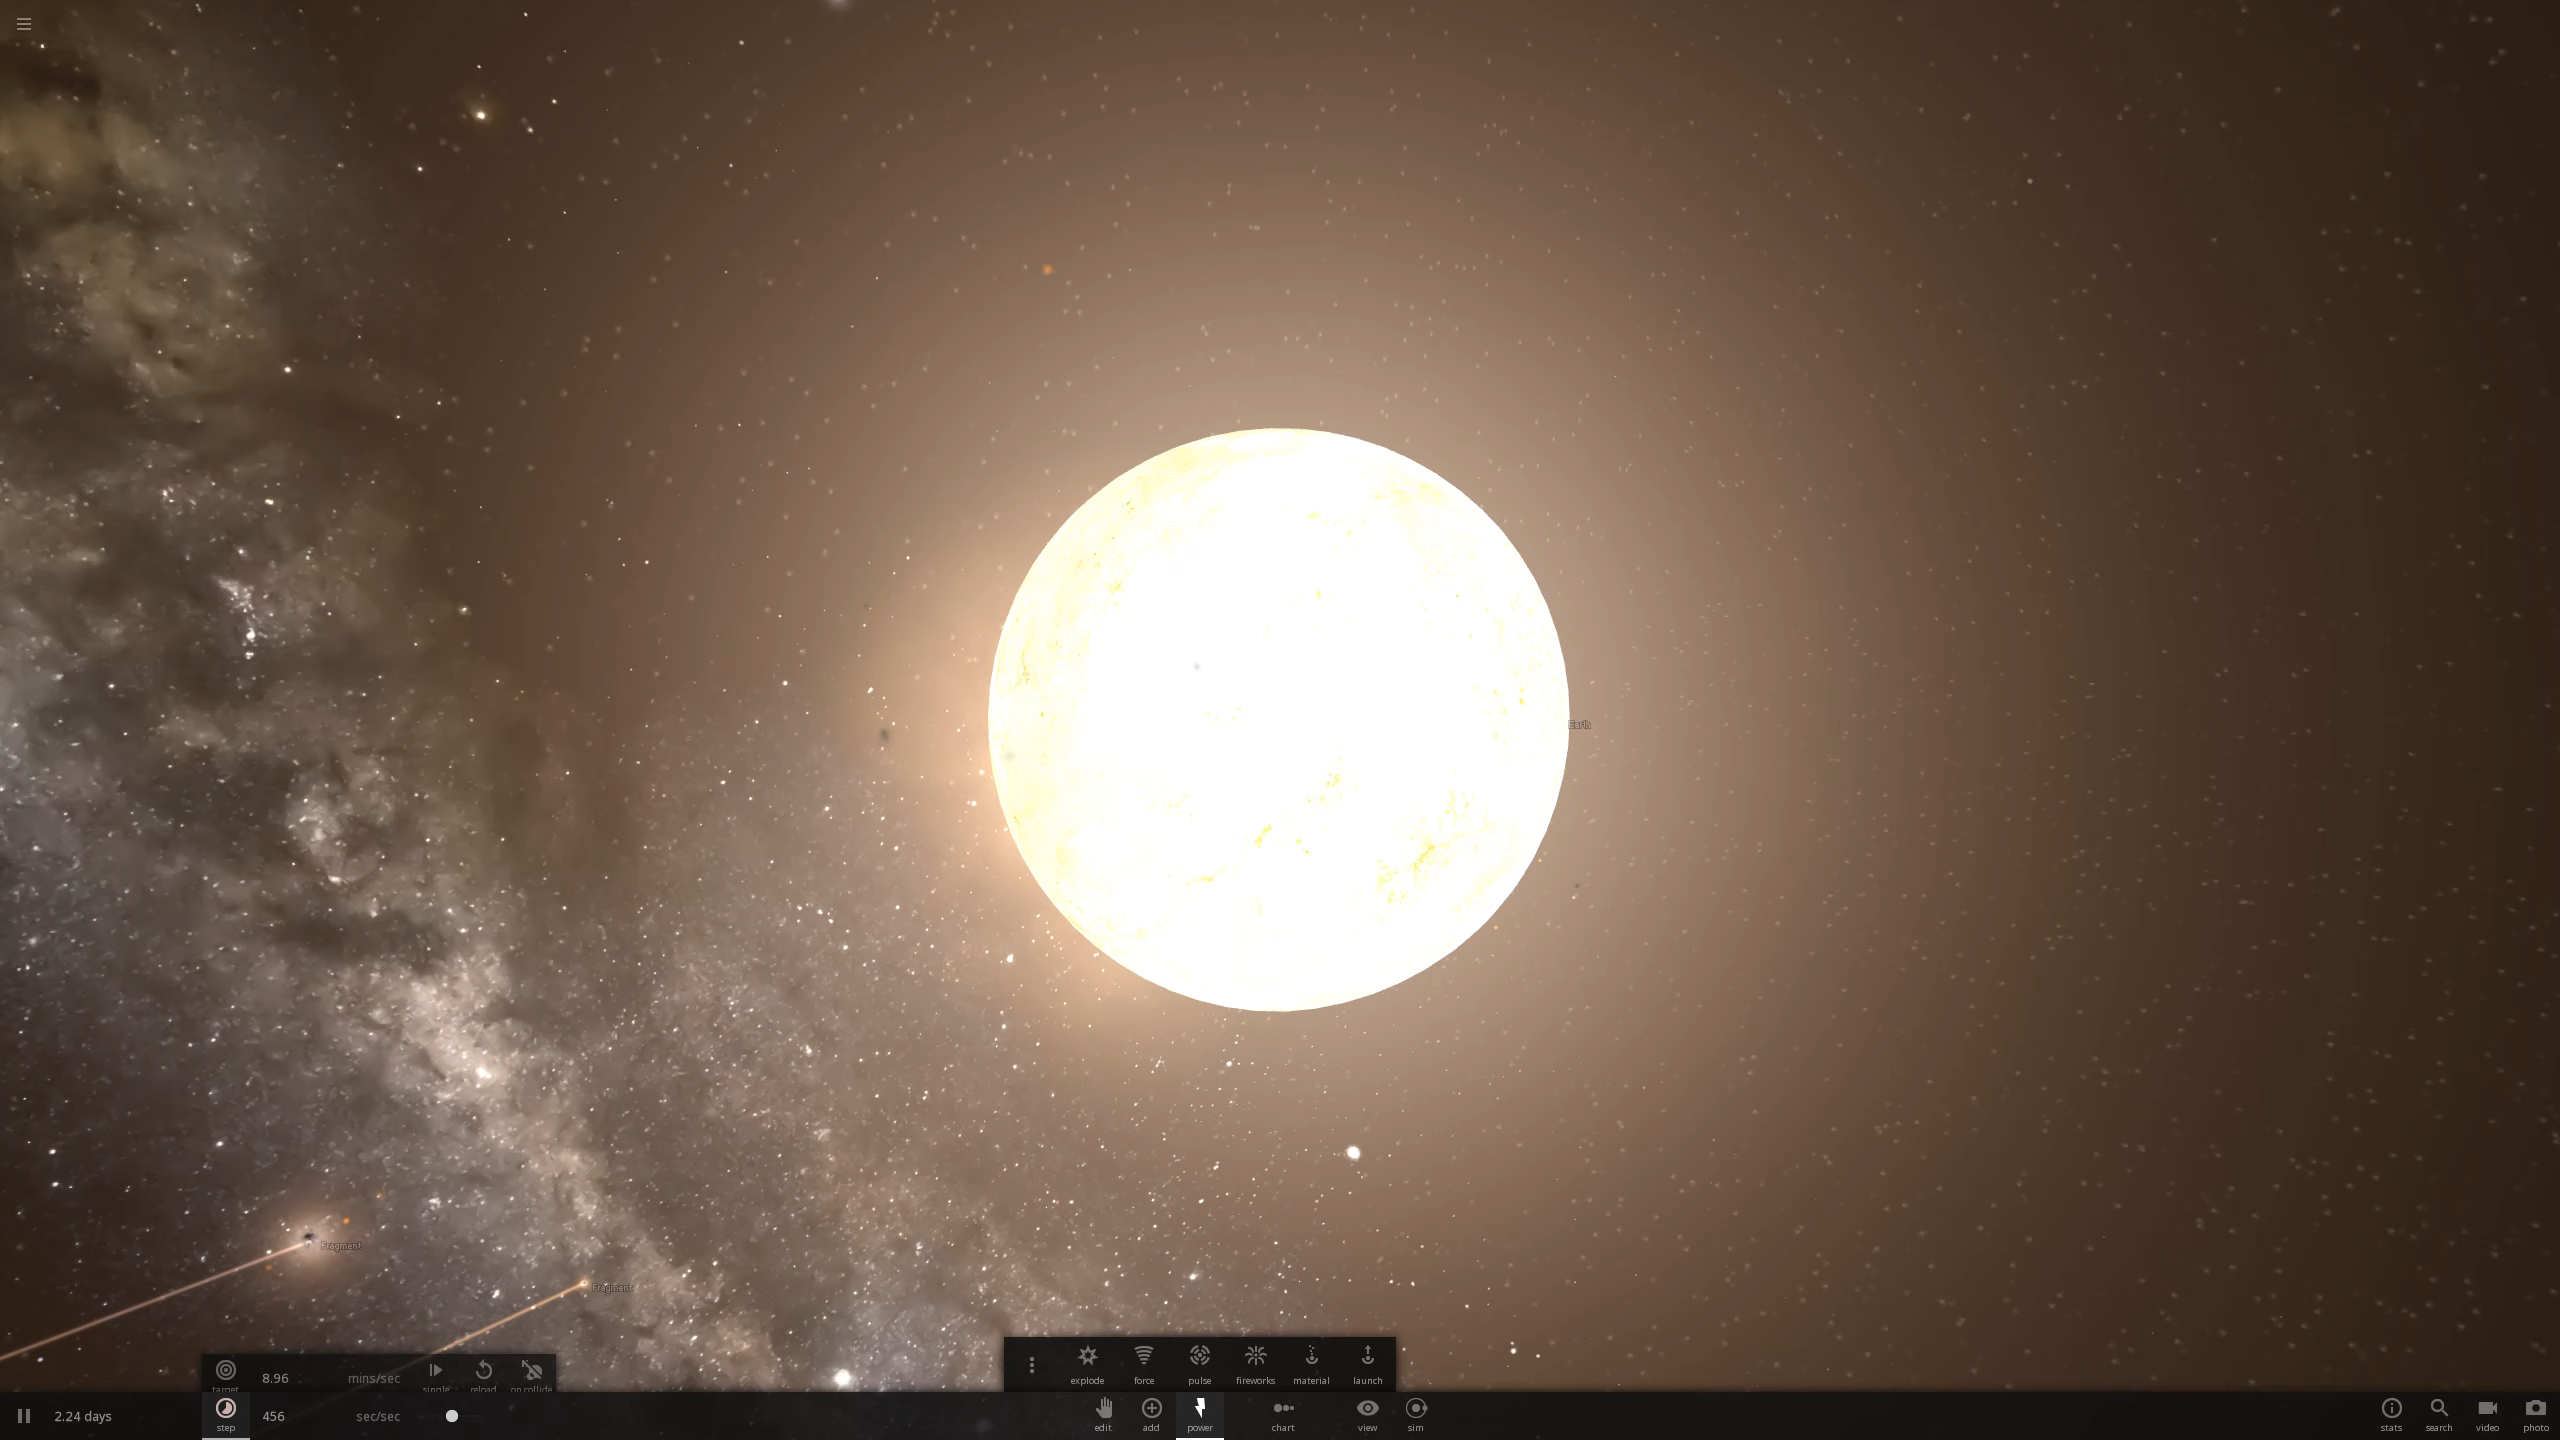 Earth
Fragment
Fragment
target 8.96 mins/sec single reload on collide
explode force pulse fireworks material launch
2.24 days step 456 sec/sec edit add power chart view sim stats search video photo